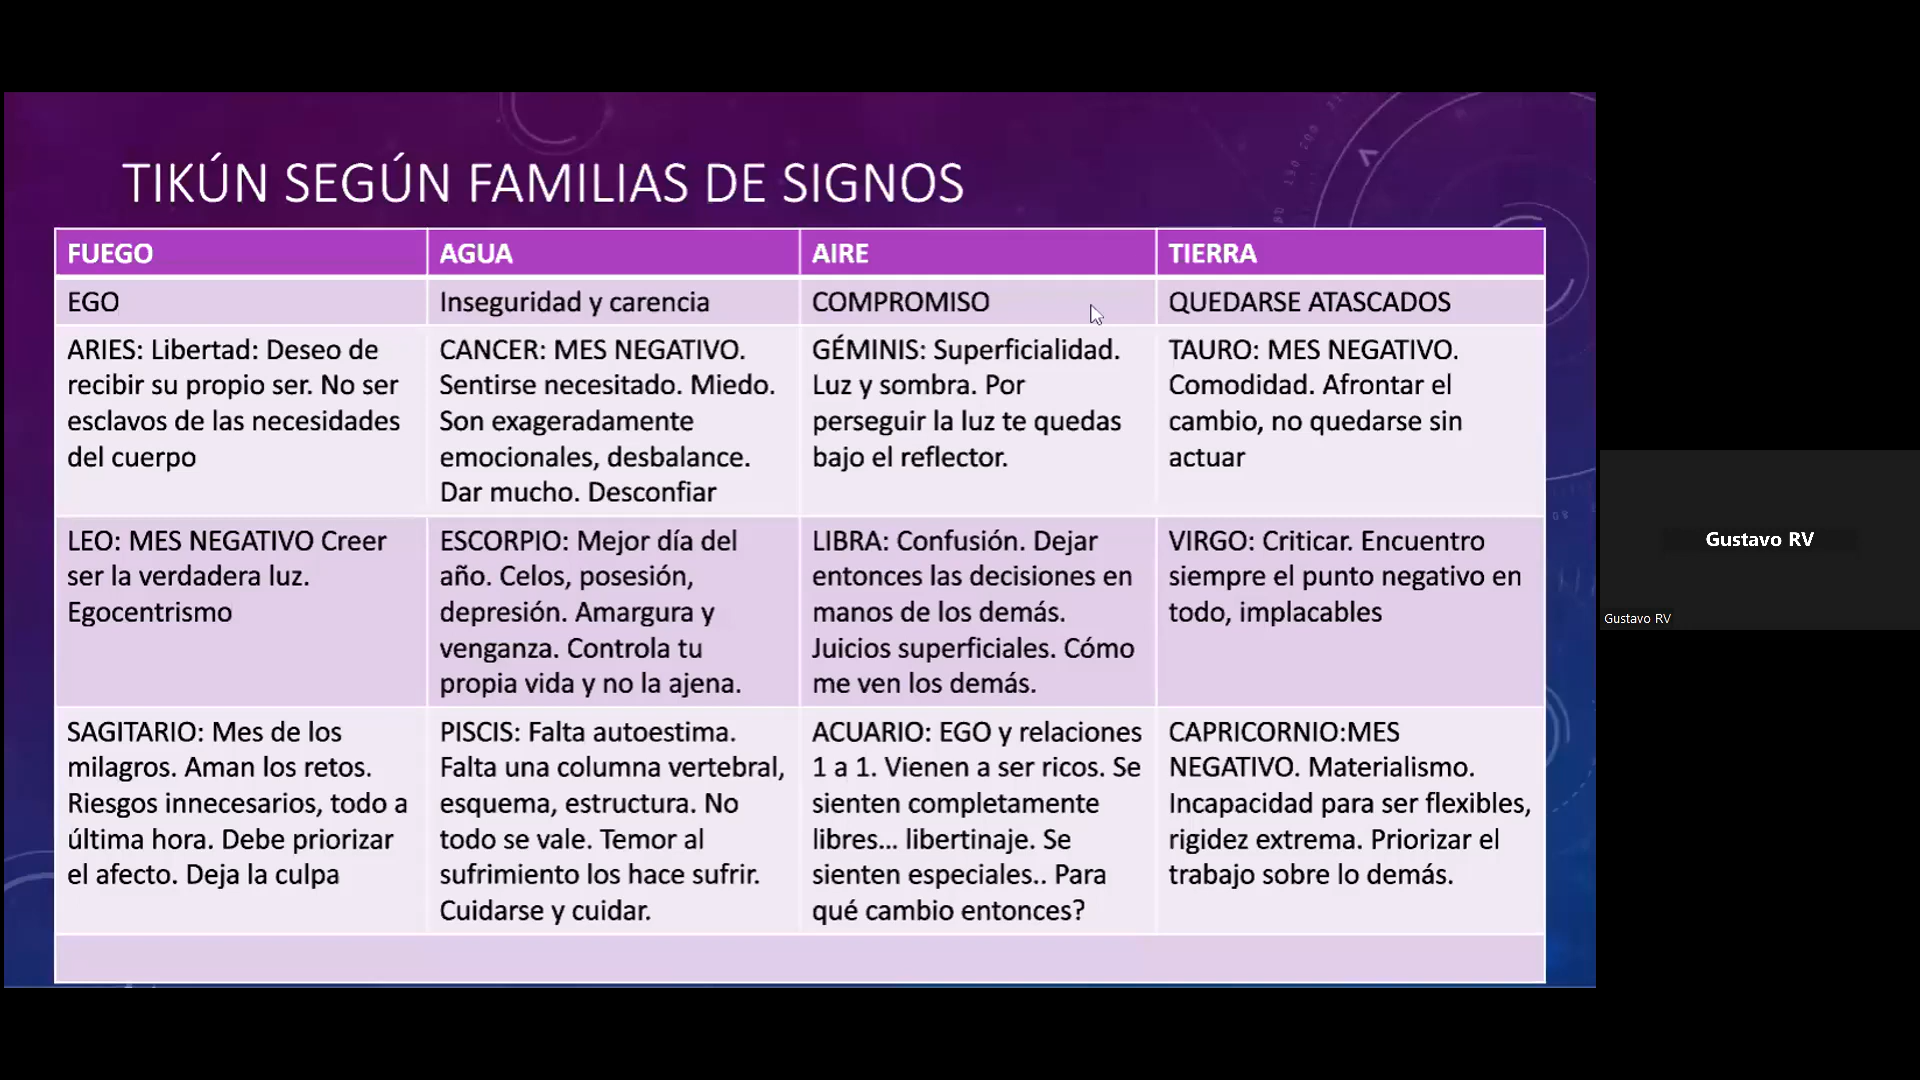 TIKÚN SEGÚN FAMILIAS DE SIGNOS
FUEGO
AGUA
AIRE
TIERRA
EGO
Inseguridad y carencia
COMPROMISO
QUEDARSE ATASCADOS
ARIES: Libertad: Deseo de
recibir su propio ser. No ser
esclavos de las necesidades
del cuerpo
CANCER: MES NEGATIVO.
Sentirse necesitado. Miedo.
Son exageradamente
emocionales, desbalance.
Dar mucho. Desconfiar
GÉMINIS: Superficialidad.
Luz y sombra. Por
perseguir la luz te quedas
bajo el reflector.
TAURO: MES NEGATIVO.
Comodidad. Afrontar el
cambio, no quedarse sin
actuar
LEO: MES NEGATIVO Creer
ser la verdadera luz.
Egocentrismo
ESCORPIO: Mejor día del
año. Celos, posesión,
depresión. Amargura y
venganza. Controla tu
propia vida y no la ajena.
LIBRA: Confusión. Dejar
entonces las decisiones en
manos de los demás.
Juicios superficiales. Cómo
me ven los demás.
VIRGO: Criticar. Encuentro
siempre el punto negativo en
todo, implacables
SAGITARIO: Mes de los
milagros. Aman los retos.
Riesgos innecesarios, todo a
última hora. Debe priorizar
el afecto. Deja la culpa
PISCIS: Falta autoestima.
Falta una columna vertebral,
esquema, estructura. No
todo se vale. Temor al
sufrimiento los hace sufrir.
Cuidarse y cuidar.
ACUARIO: EGO y relaciones
1 a 1. Vienen a ser ricos. Se
sienten completamente
libres... libertinaje. Se
sienten especiales.. Para
qué cambio entonces?
CAPRICORNIO:MES
NEGATIVO. Materialismo.
Incapacidad para ser flexibles,
rigidez extrema. Priorizar el
trabajo sobre lo demás.
Gustavo RV
Gustavo RV